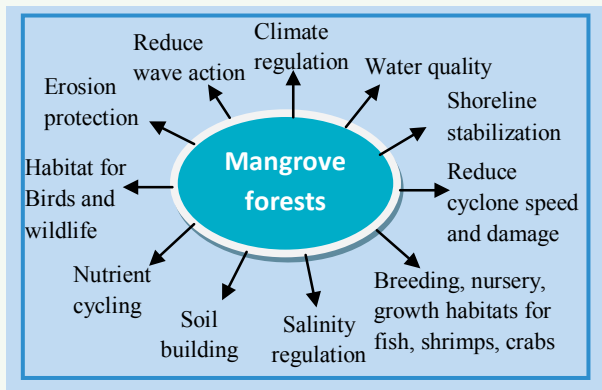 Climate
regulation
Reduce
wave action
Water quality
Erosion
protection
Shoreline
stabilization
Mangrove
forests
Habitat for
Birds and
wildlife
Reduce
cyclone speed
and damage
Nutrient
cycling
Breeding, nursery,
growth habitats for
fish, shrimps, crabs
Soil
building
Salinity
regulation